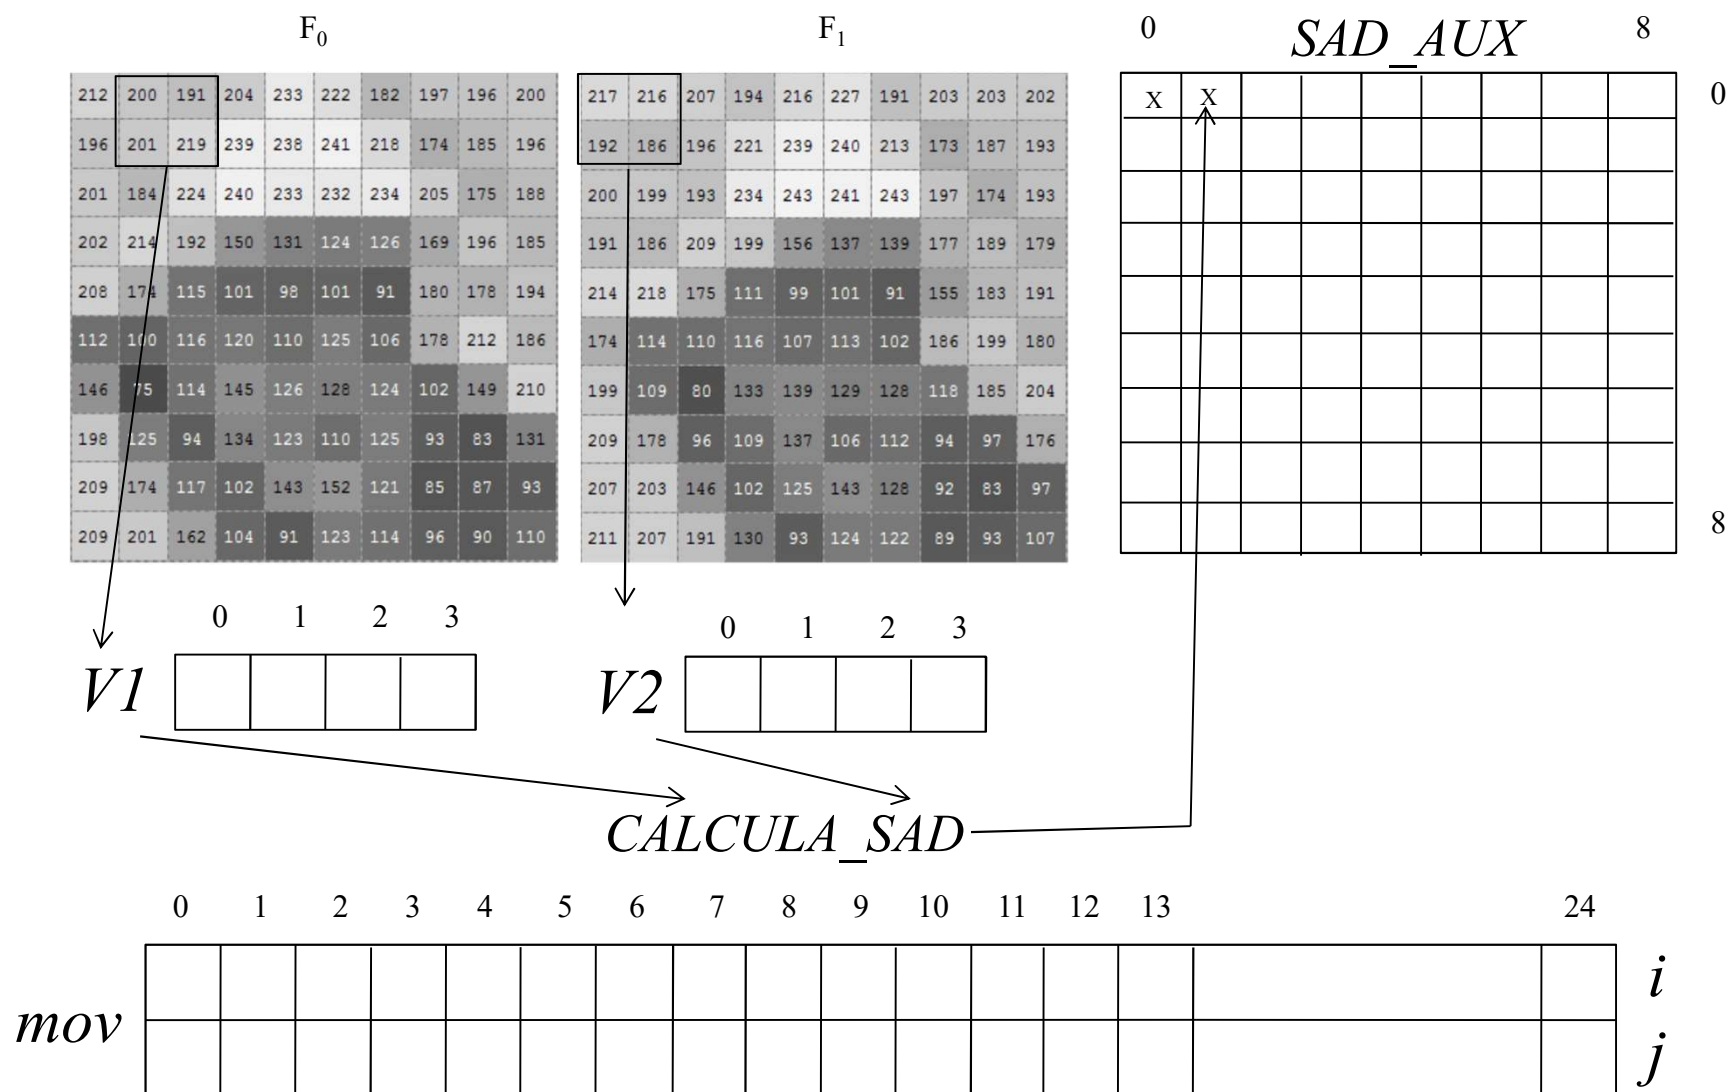 F0 F1 0 SAD_AUX 8
212 200 191 204 233 222 182 197 196 200
196 201 219 239 238 241 218 174 185 196
201 184 224 240 233 232 234 205 175 188
202 214 192 150 131 124 126 169 196 185
208 174 115 101 98 101 91 180 178 194
112 100 116 120 110 125 106 178 212 186
146 75 114 145 126 128 124 102 149 210
198 125 94 134 123 110 125 93 83 131
209 174 117 102 143 152 121 85 87 93
209 201 162 104 91 123 114 96 90 110
217 216 207 194 216 227 191 203 203 202
192 186 196 221 239 240 213 173 187 193
200 199 193 234 243 241 243 197 174 193
191 186 209 199 156 137 139 177 189 179
214 218 175 111 99 101 91 155 183 191
174 114 110 116 107 113 102 186 199 180
199 109 80 133 139 129 128 118 185 204
209 178 96 109 137 106 112 94 97 176
207 203 146 102 125 143 128 92 83 97
211 207 191 130 93 124 122 89 93 107
X X 0
8
0 1 2 3
V1
0 1 2 3
V2
CALCULA_SAD
0 1 2 3 4 5 6 7 8 9 10 11 12 13 24
i
mov
j